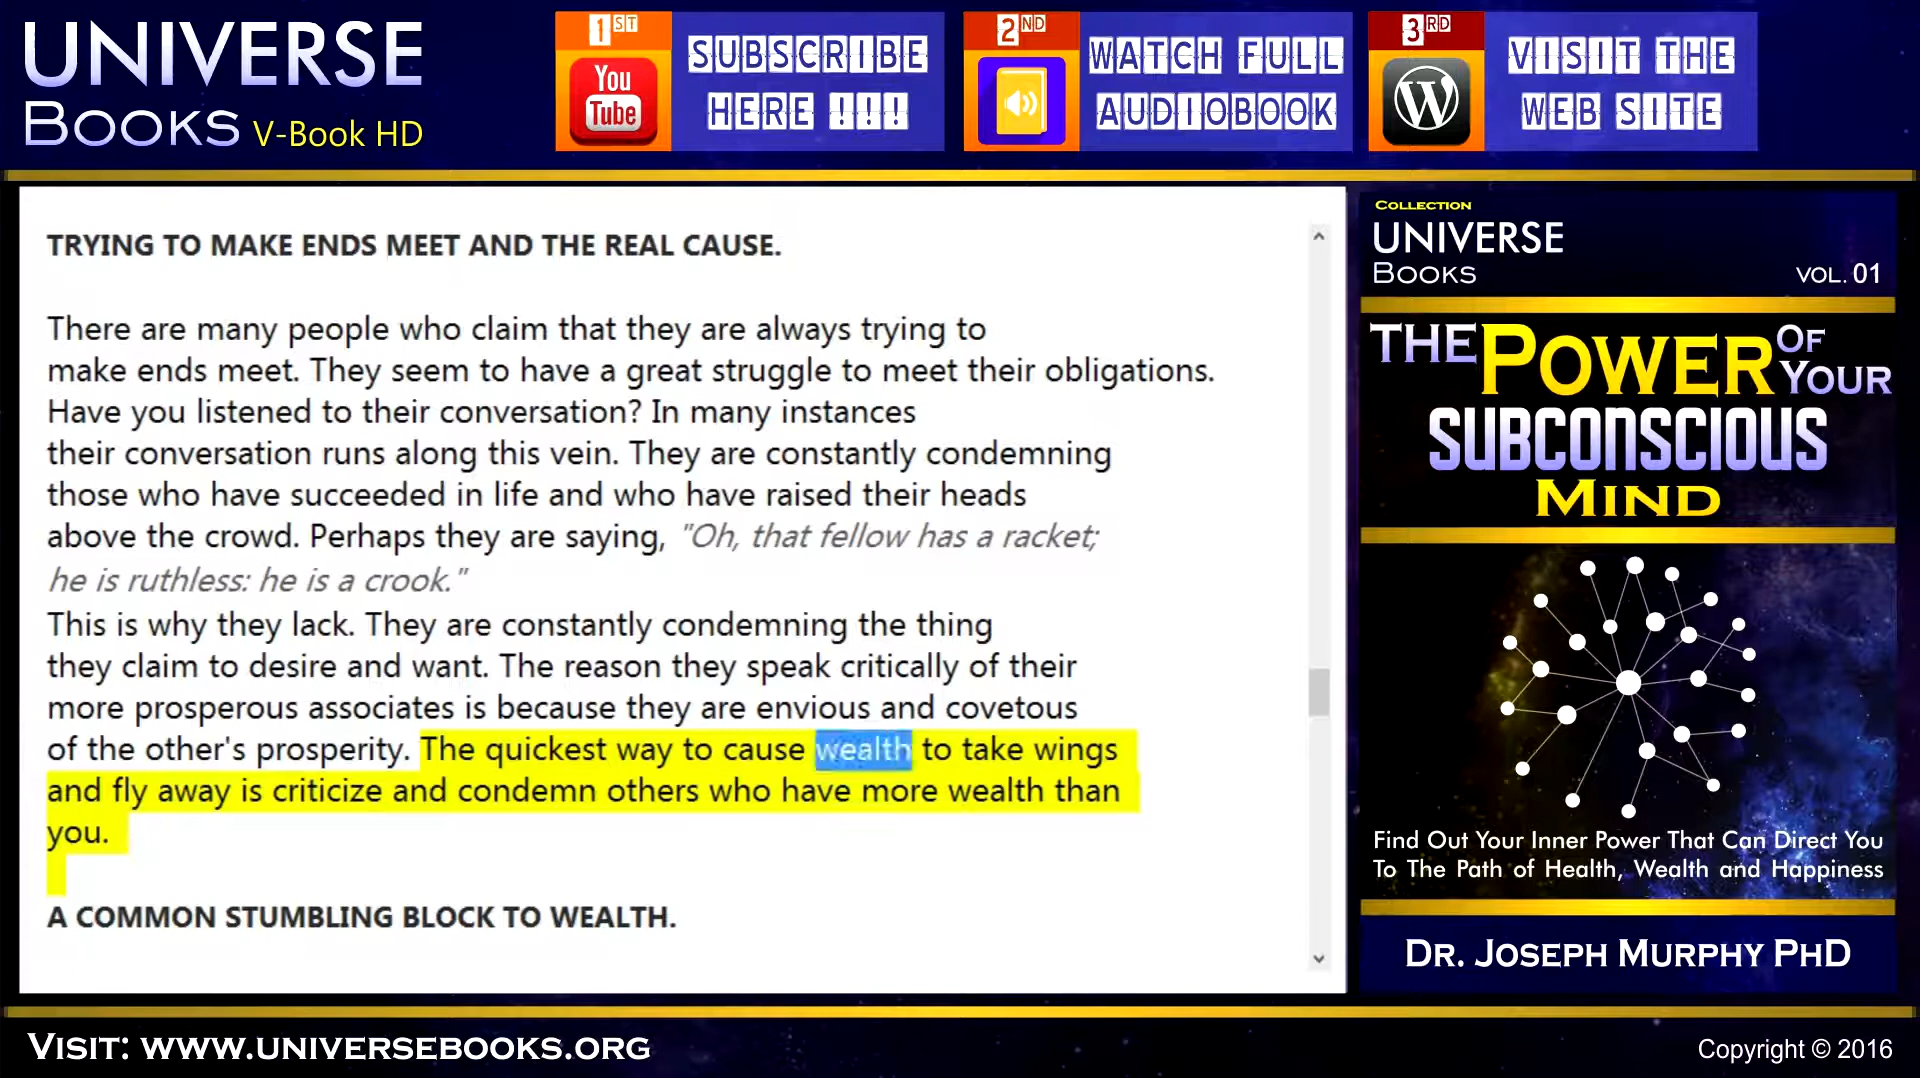 UNIVERSE
BOOKS V-Book HD
1ST
You
Tube
SUBSCRIBE
HERE !!!
2ND
WATCH FULL
AUDIOBOOK
3RD
VISIT THE
WEB SITE
TRYING TO MAKE ENDS MEET AND THE REAL CAUSE.
There are many people who claim that they are always trying to
make ends meet. They seem to have a great struggle to meet their obligations.
Have you listened to their conversation? In many instances
their conversation runs along this vein. They are constantly condemning
those who have succeeded in life and who have raised their heads
above the crowd. Perhaps they are saying, "Oh, that fellow has a racket;
he is ruthless: he is a crook."
This is why they lack. They are constantly condemning the thing
they claim to desire and want. The reason they speak critically of their
more prosperous associates is because they are envious and covetous
of the other's prosperity. The quickest way to cause wealth to take wings
and fly away is criticize and condemn others who have more wealth than
you.
A COMMON STUMBLING BLOCK TO WEALTH.
COLLECTION
UNIVERSE
BOOKS VOL. 01
THE POWER OF
YOUR
SUBCONSCIOUS
MIND
Find Out Your Inner Power That Can Direct You
To The Path of Health, Wealth and Happiness
DR. JOSEPH MURPHY PHD
VISIT: WWW.UNIVERSEBOOKS.ORG
Copyright © 2016